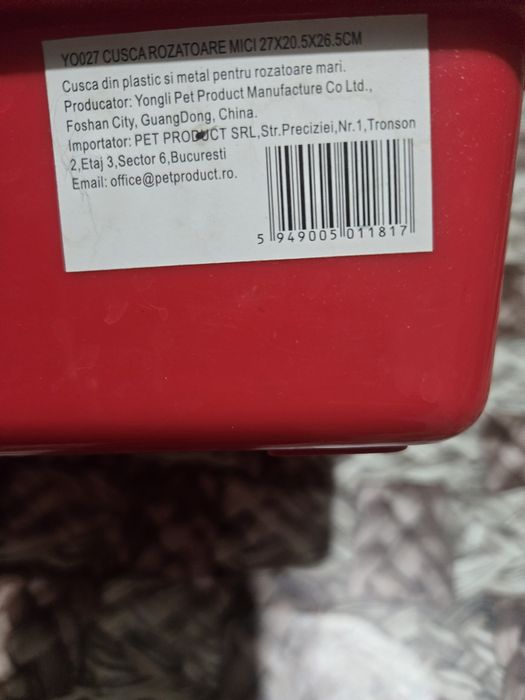 YO027 CUSCA ROZATOARE MICI 27X20.5X26.5CM
Cusca din plastic si metal pentru rozatoare mari.
Producator: Yongli Pet Product Manufacture Co Ltd.,
Foshan City, GuangDong, China.
Importator: PET PRODUCT SRL,Str.Preciziei,Nr.1,Tronson
2,Etaj 3,Sector 6,Bucuresti
Email: office@petproduct.ro.
5 949005 011817